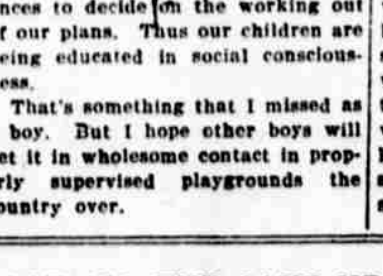 nces to decide on the working out
f our plans. Thus our children are
eing educated in social conscious-
ess.
That's something that I missed as
boy. But I hope other boys will
et it in wholesome contact in prop-
rly supervised playgrounds the
ountry over.